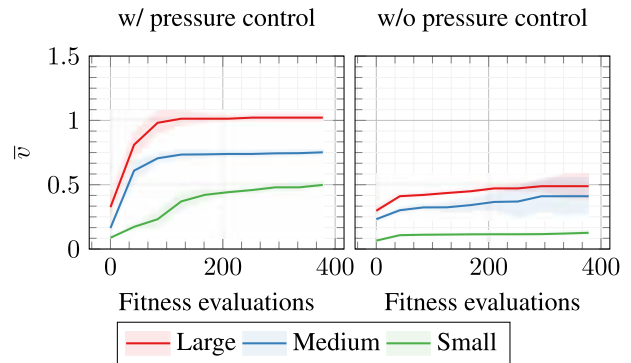 w/ pressure control w/o pressure control
1.5
1
v̅
0.5
0
0 200 400 0 200 400
Fitness evaluations Fitness evaluations
Large Medium Small